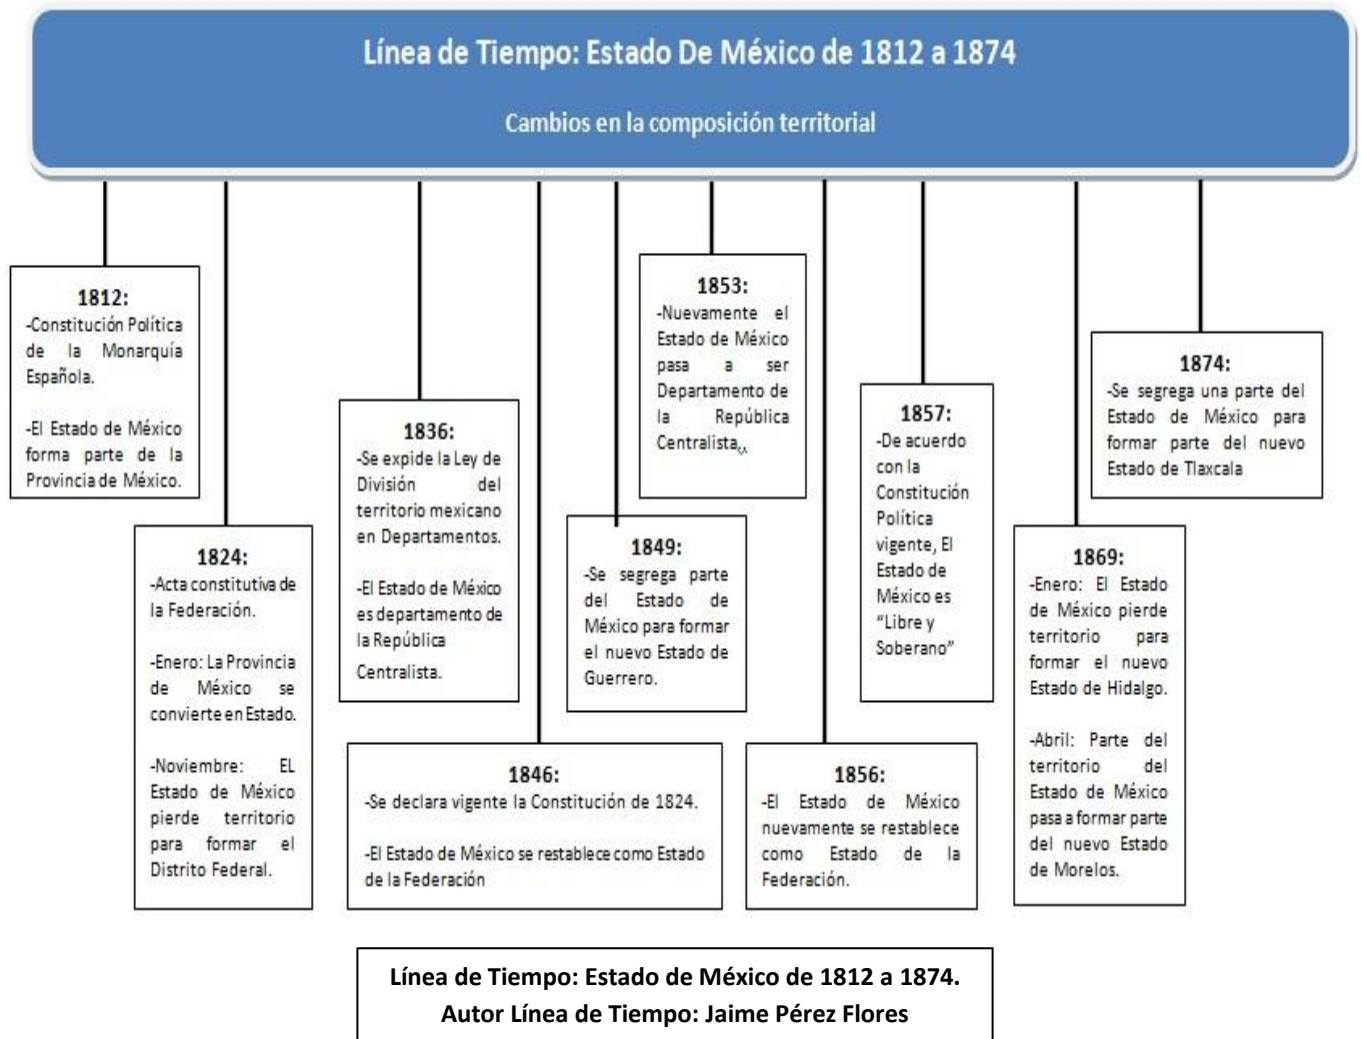 Línea de Tiempo: Estado De México de 1812 a 1874
Cambios en la composición territorial
1812:
-Constitución Política
de la Monarquía
Española.
-El Estado de México
forma parte de la
Provincia de México.
1824:
-Acta constitutiva de
la Federación.
-Enero: La Provincia
de México se
convierte en Estado.
-Noviembre: EL
Estado de México
pierde territorio
para formar el
Distrito Federal.
1836:
-Se expide la Ley de
División del
territorio mexicano
en Departamentos.
-El Estado de México
es departamento de
la República
Centralista.
1846:
-Se declara vigente la Constitución de 1824.
-El Estado de México se restablece como Estado
de la Federación
1849:
-Se segrega parte
del Estado de
México para formar
el nuevo Estado de
Guerrero.
1853:
-Nuevamente el
Estado de México
pasa a ser
Departamento de
la República
Centralista,,
1856:
-El Estado de México
nuevamente se restablece
como Estado de la
Federación.
1857:
-De acuerdo
con la
Constitución
Política
vigente, El
Estado de
México es
“Libre y
Soberano”
1869:
-Enero: El Estado
de México pierde
territorio para
formar el nuevo
Estado de Hidalgo.
-Abril: Parte del
territorio del
Estado de México
pasa a formar parte
del nuevo Estado
de Morelos.
1874:
-Se segrega una parte del
Estado de México para
formar parte del nuevo
Estado de Tlaxcala
Línea de Tiempo: Estado de México de 1812 a 1874.
Autor Línea de Tiempo: Jaime Pérez Flores